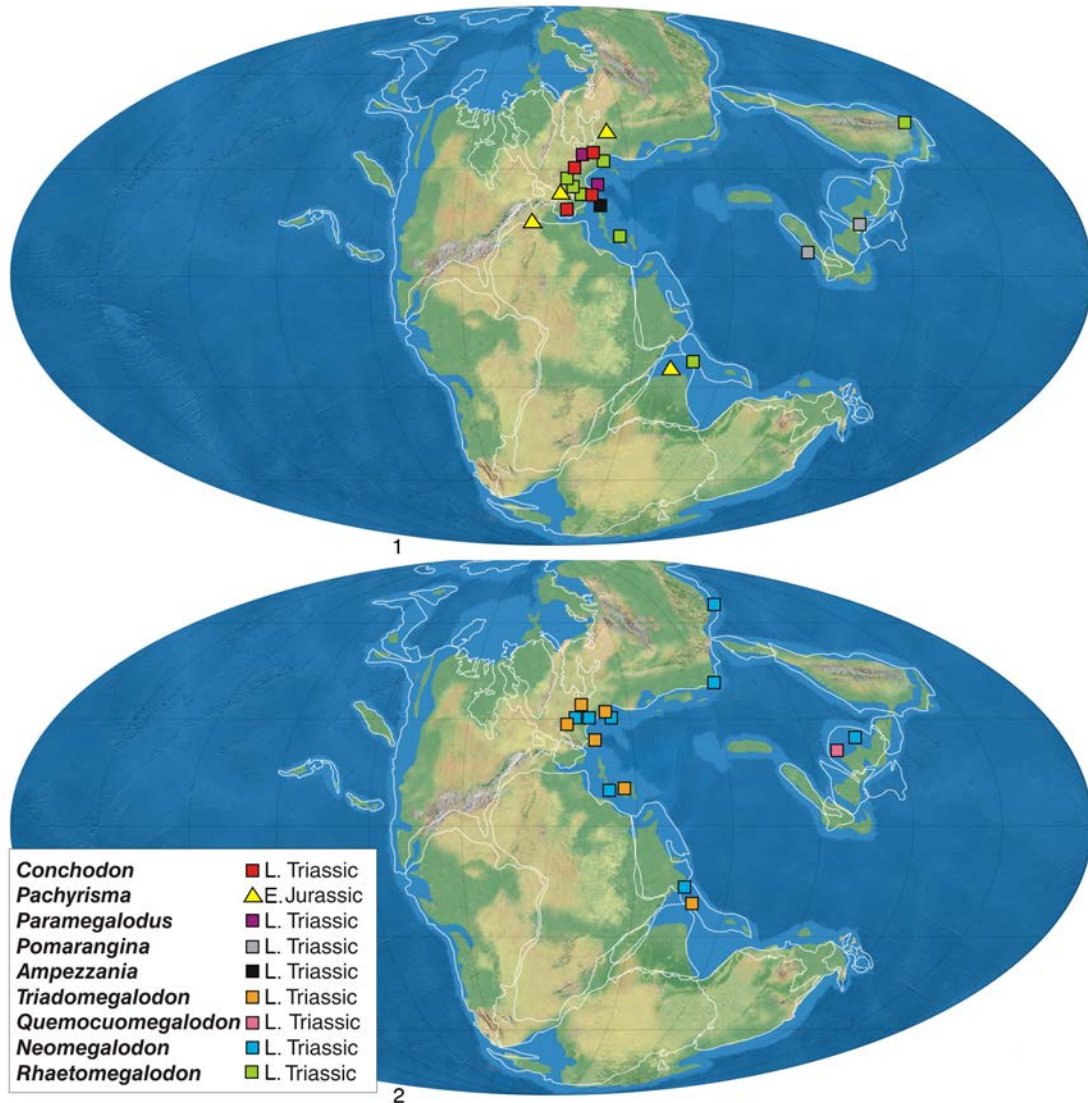 1
Conchodon L. Triassic
Pachyrisma E. Jurassic
Paramegalodus L. Triassic
Pomarangina L. Triassic
Ampezzania L. Triassic
Triadomegalodon L. Triassic
Quemocuomegalodon L. Triassic
Neomegalodon L. Triassic
Rhaetomegalodon L. Triassic
2